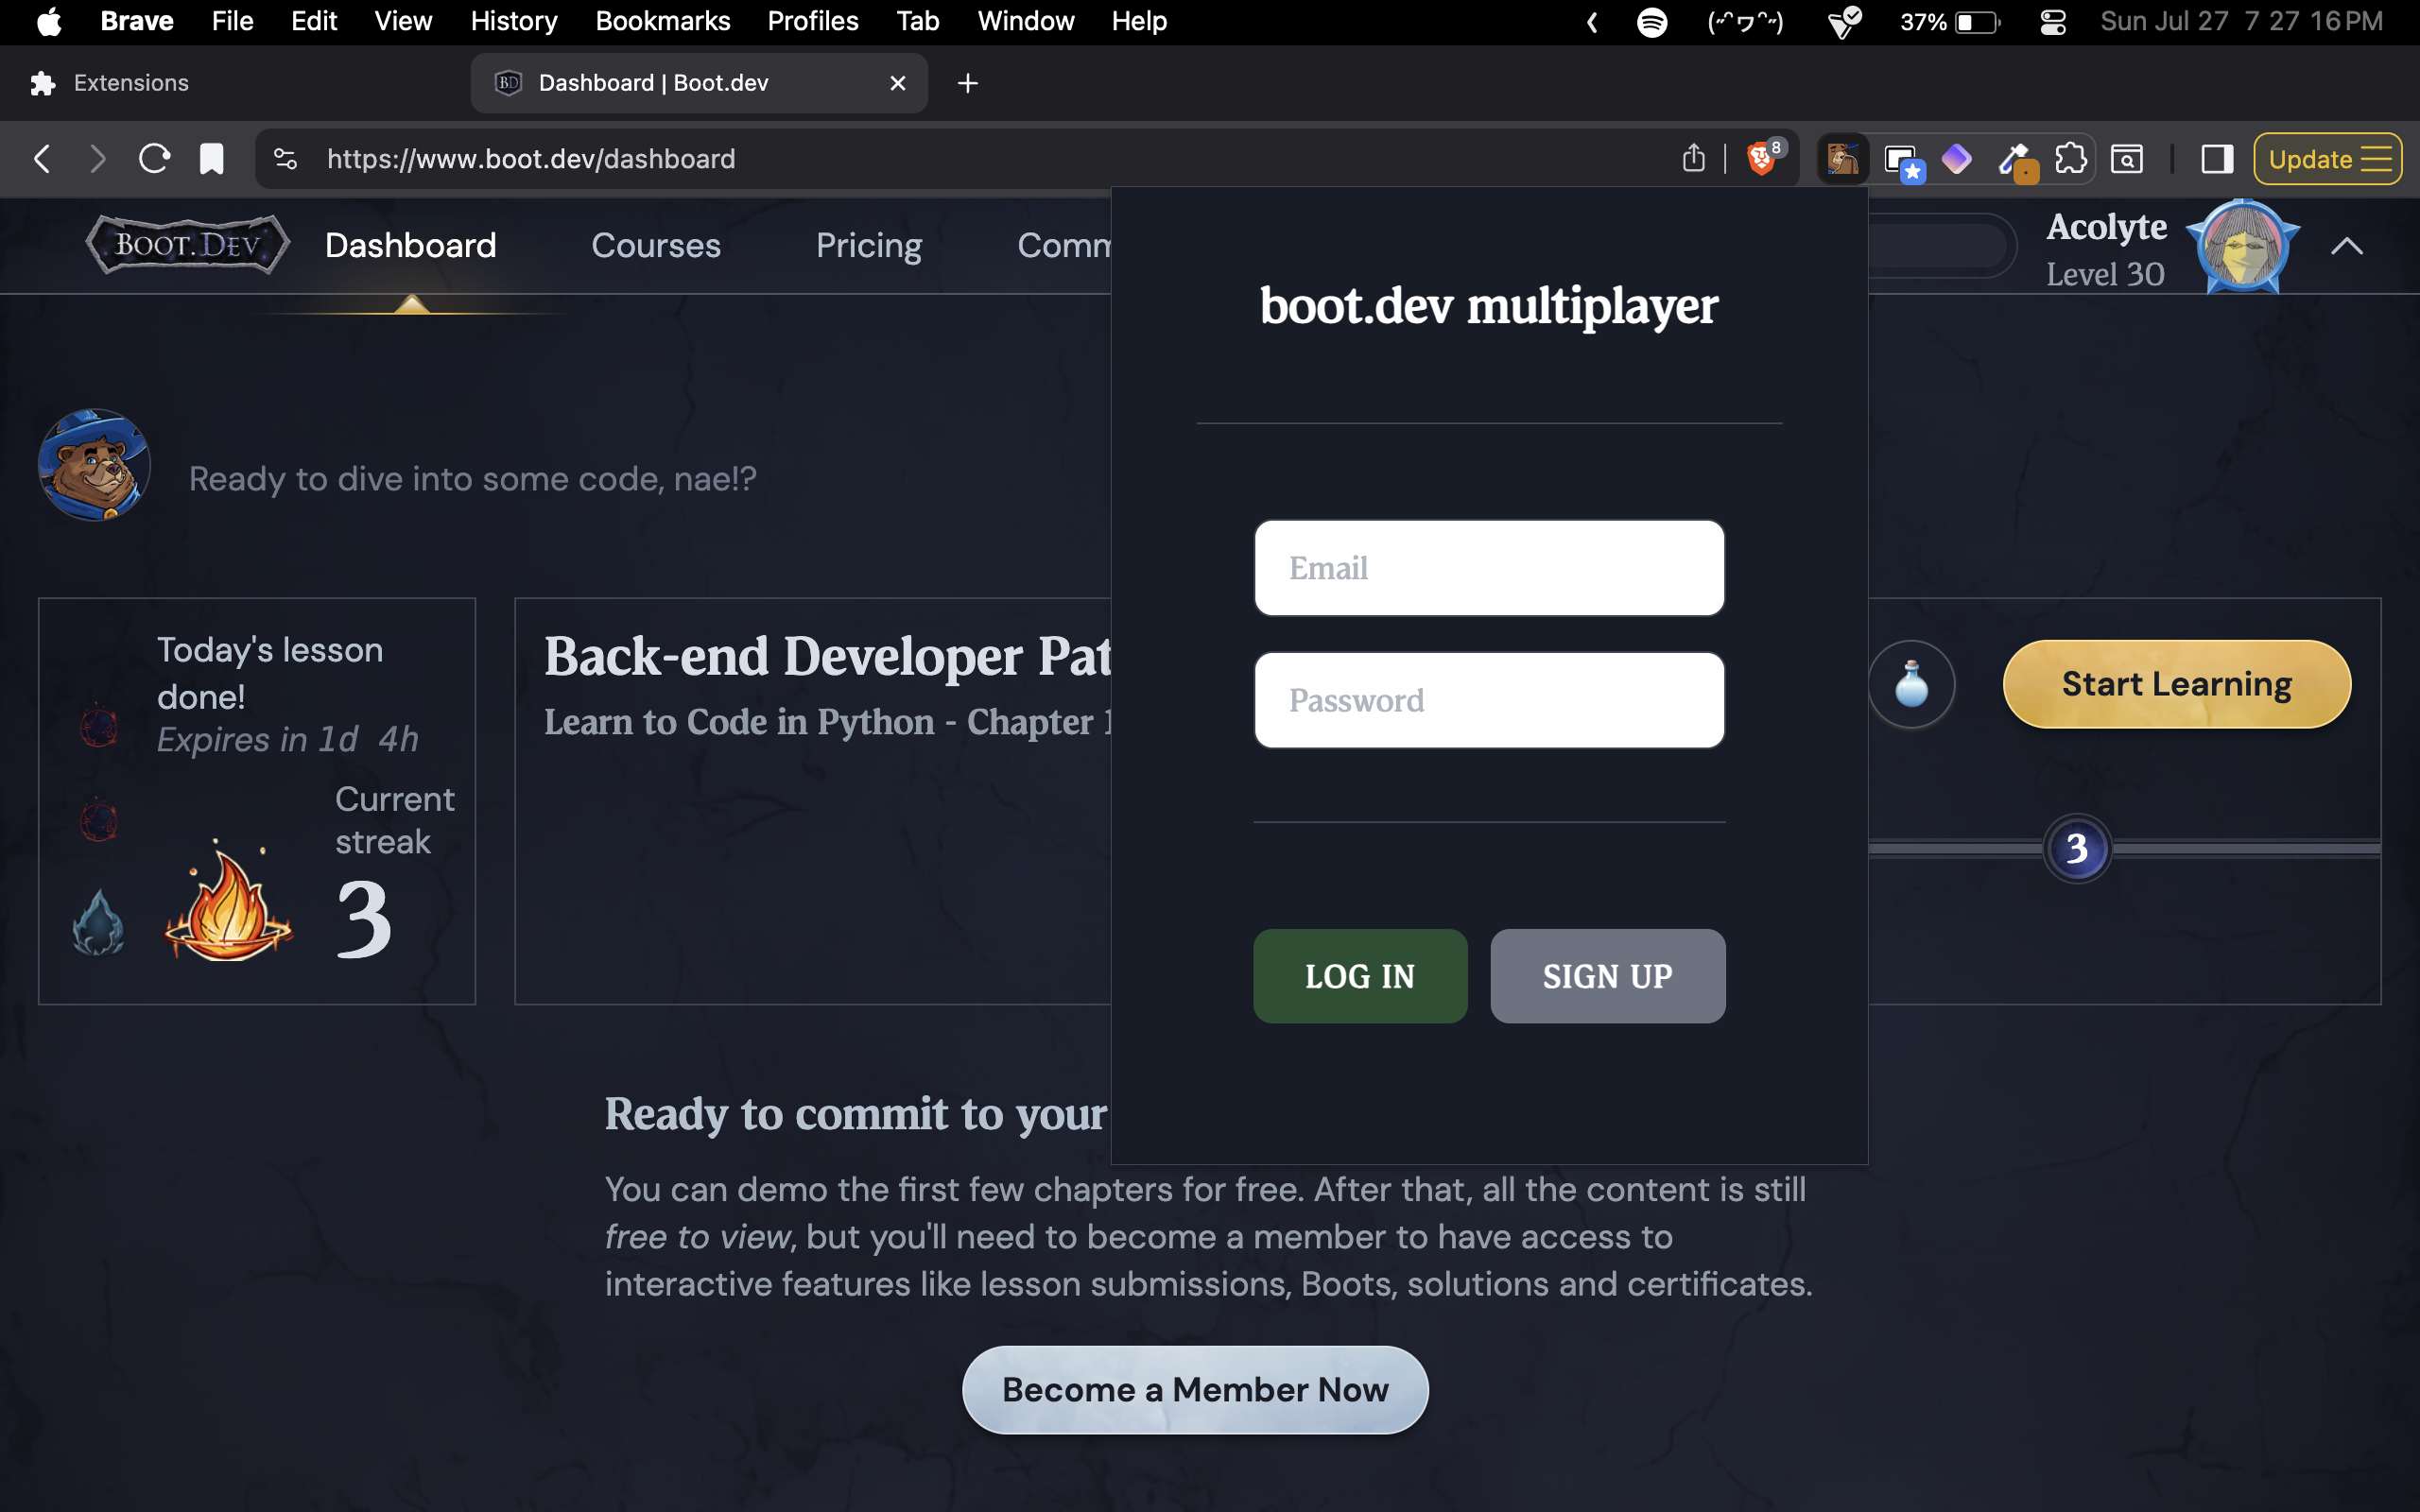 Brave File Edit View History Bookmarks Profiles Tab Window Help
(˶ᵔ ヮ ᵔ˶) 37% Sun Jul 27 7 27 16 PM
Extensions
BD Dashboard | Boot.dev
https://www.boot.dev/dashboard
8
Update
BOOT.DEV
Dashboard Courses Pricing Comm
Acolyte
Level 30
boot.dev multiplayer
Ready to dive into some code, nae!?
Email
Password
LOG IN SIGN UP
Today's lesson
done!
Expires in 1d 4h
Current
streak
3
Back-end Developer Pat
Learn to Code in Python - Chapter 1
Start Learning
3
Ready to commit to your
You can demo the first few chapters for free. After that, all the content is still
free to view, but you'll need to become a member to have access to
interactive features like lesson submissions, Boots, solutions and certificates.
Become a Member Now